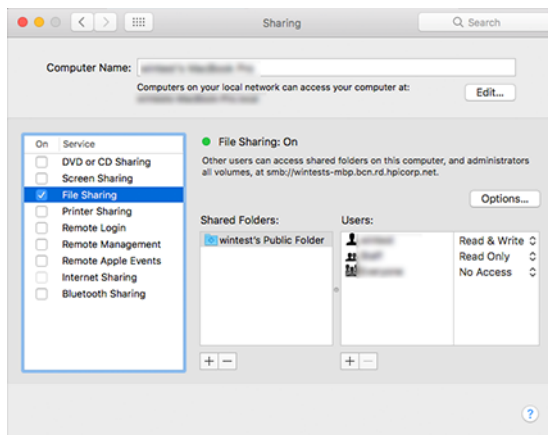 Sharing
Search
Computer Name:
Computers on your local network can access your computer at:
Edit...
On Service
DVD or CD Sharing
Screen Sharing
File Sharing
Printer Sharing
Remote Login
Remote Management
Remote Apple Events
Internet Sharing
Bluetooth Sharing
File Sharing: On
Other users can access shared folders on this computer, and administrators
all volumes, at smb://wintests-mbp.bcn.rd.hpicorp.net.
Options...
Shared Folders:
wintest's Public Folder
Users:
Read & Write
Read Only
No Access
+ −
+ −
?